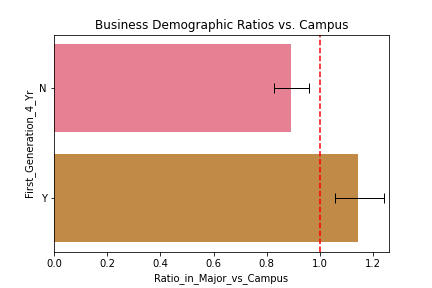 Business Demographic Ratios vs. Campus
First_Generation_4_Yr
N
Y
0.0 0.2 0.4 0.6 0.8 1.0 1.2
Ratio_in_Major_vs_Campus